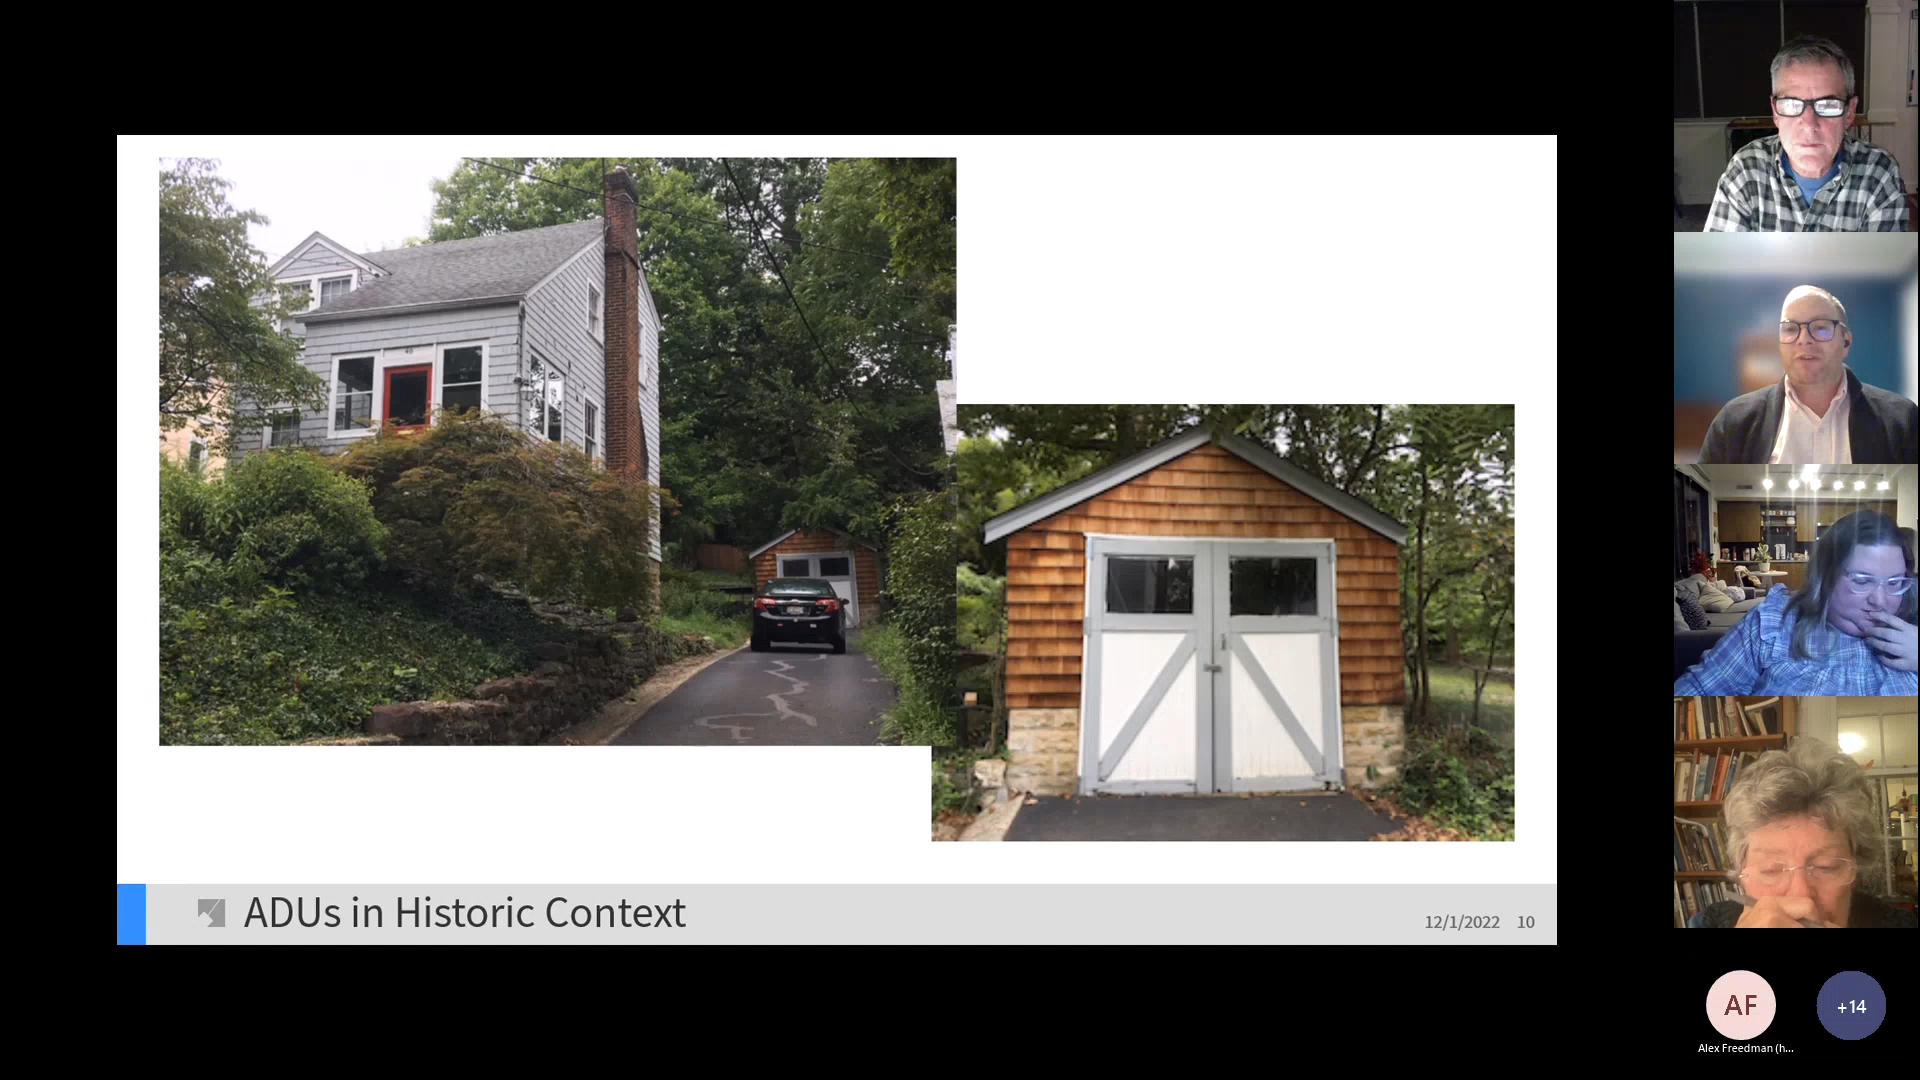 ADUs in Historic Context
12/1/2022 10
AF
+14
Alex Freedman (h...